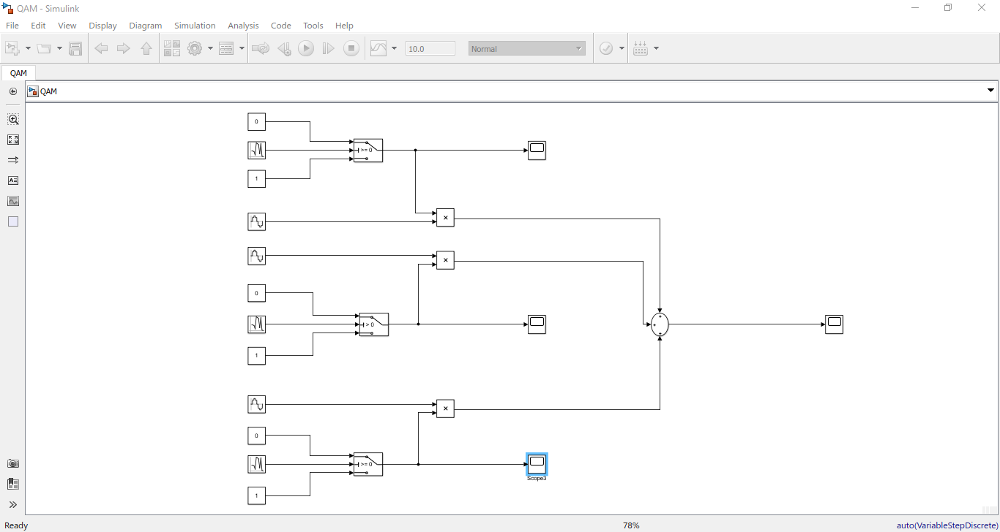 QAM - Simulink
File Edit View Display Diagram Simulation Analysis Code Tools Help
10.0 Normal
QAM
QAM
0
>= 0
1
×
×
0
> 0
1
×
0
>= 0
1
Scope3
Ready 78% auto(VariableStepDiscrete)